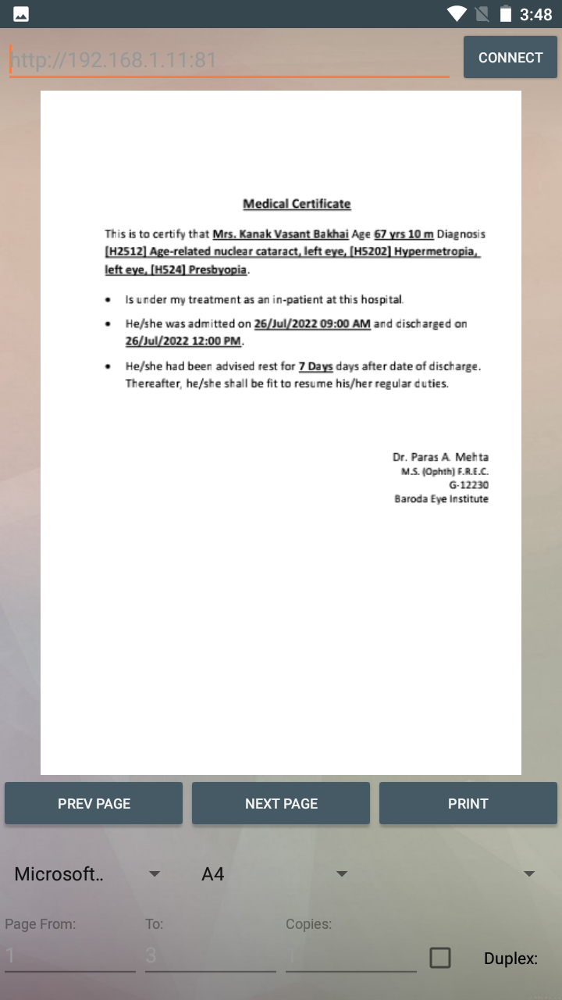 3:48
http://192.168.1.11:81
CONNECT
Medical Certificate
This is to certify that Mrs. Kanak Vasant Bakhai Age 67 yrs 10 m Diagnosis
[H2512] Age-related nuclear cataract, left eye, [H5202] Hypermetropia,
left eye, [H524] Presbyopia.
• Is under my treatment as an in-patient at this hospital.
• He/she was admitted on 26/Jul/2022 09:00 AM and discharged on
26/Jul/2022 12:00 PM.
• He/she had been advised rest for 7 Days days after date of discharge.
Thereafter, he/she shall be fit to resume his/her regular duties.
Dr. Paras A. Mehta
M.S. (Ophth) F.R.E.C.
G-12230
Baroda Eye Institute
PREV PAGE NEXT PAGE PRINT
Microsoft.. A4
Page From: To: Copies:
1 3 1 Duplex: